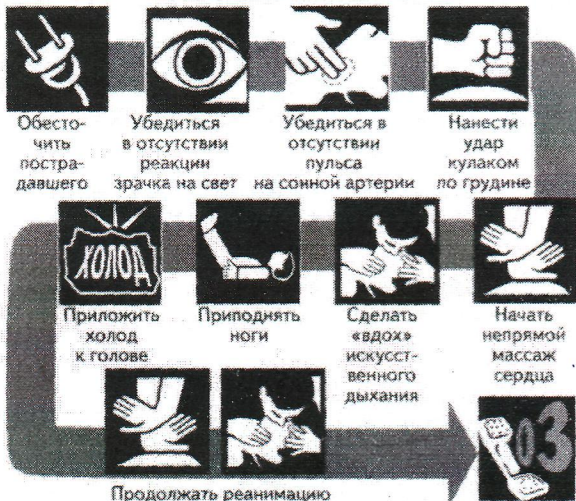 Обесто-
чить
постра-
давшего
Убедиться
в отсутствии
реакции
зрачка на свет
Убедиться в
отсутствии
пульса
на сонной артерии
Нанести
удар
кулаком
по грудине
ХОЛОД
Приложить
холод
к голове
Приподнять
ноги
Сделать
«вдох»
искусст-
венного
дыхания
Начать
непрямой
массаж
сердца
Продолжать реанимацию
03